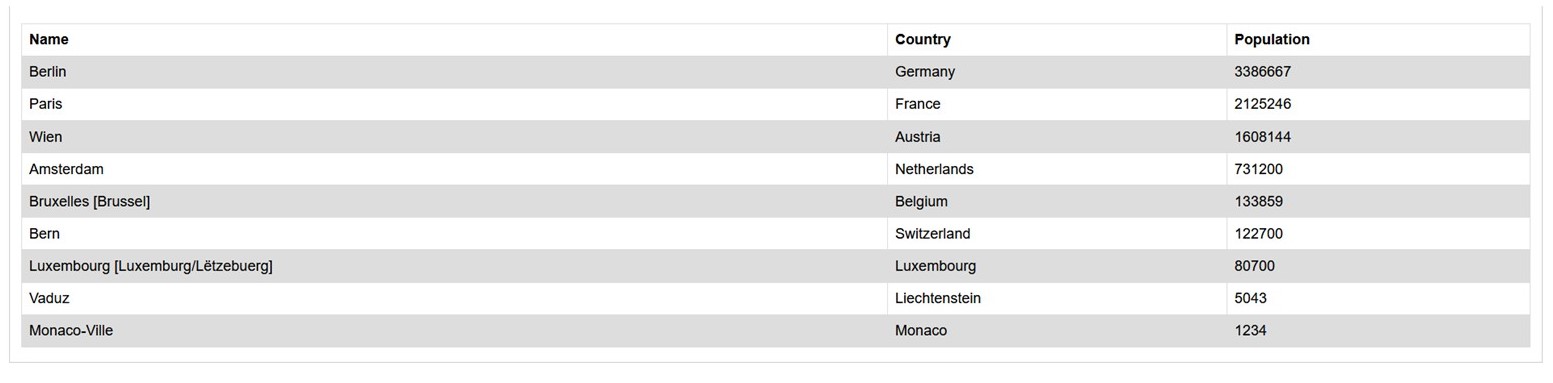 Name Country Population
Berlin Germany 3386667
Paris France 2125246
Wien Austria 1608144
Amsterdam Netherlands 731200
Bruxelles [Brussel] Belgium 133859
Bern Switzerland 122700
Luxembourg [Luxemburg/Lëtzebuerg] Luxembourg 80700
Vaduz Liechtenstein 5043
Monaco-Ville Monaco 1234